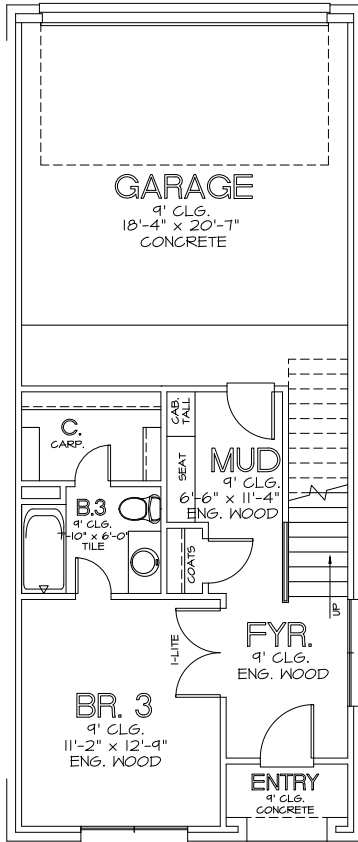 GARAGE
9' CLG.
18'-4" x 20'-7"
CONCRETE
C.
CARP.
CAB.
TALL
SEAT
MUD
9' CLG.
6'-6" x 11'-4"
ENG. WOOD
B.3
9' CLG.
7'-10" x 6'-0"
TILE
COATS
UP
1-LITE
FYR.
9' CLG.
ENG. WOOD
BR. 3
9' CLG.
11'-2" x 12'-9"
ENG. WOOD
ENTRY
9' CLG.
CONCRETE